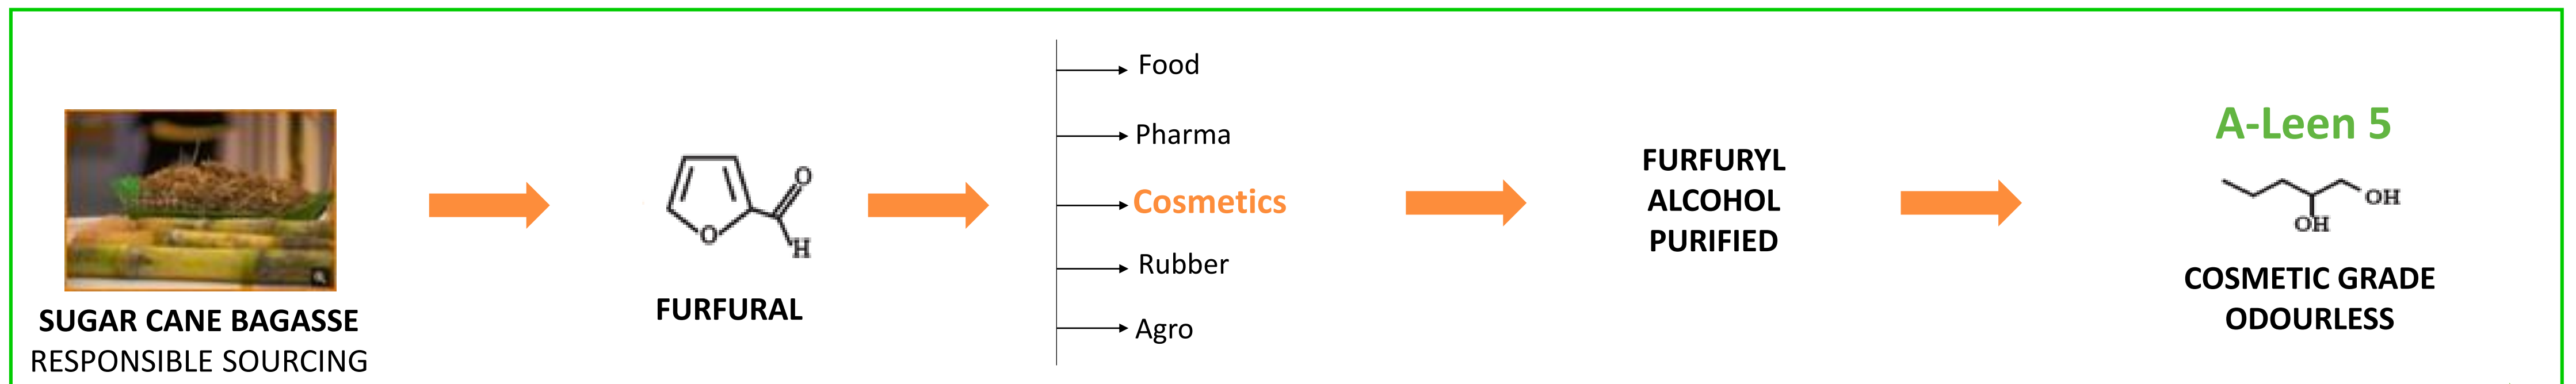 SUGAR CANE BAGASSE
RESPONSIBLE SOURCING
O
H
O
FURFURAL
Food
Pharma
Cosmetics
Rubber
Agro
FURFURYL
ALCOHOL
PURIFIED
A-Leen 5
OH
OH
COSMETIC GRADE
ODOURLESS